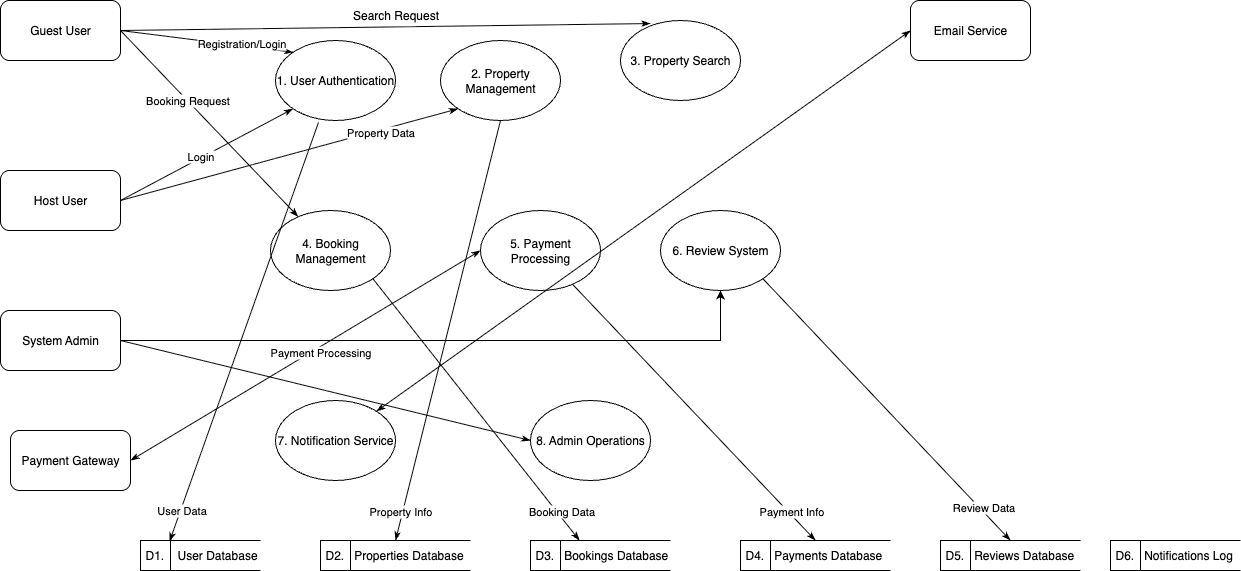 Guest User
Search Request
Email Service
Registration/Login
3. Property Search
1. User Authentication
2. Property
Management
Booking Request
Property Data
Login
Host User
4. Booking
Management
5. Payment
Processing
6. Review System
System Admin
Payment Processing
7. Notification Service
8. Admin Operations
Payment Gateway
User Data
Property Info
Booking Data
Payment Info
Review Data
D1. User Database
D2. Properties Database
D3. Bookings Database
D4. Payments Database
D5. Reviews Database
D6. Notifications Log